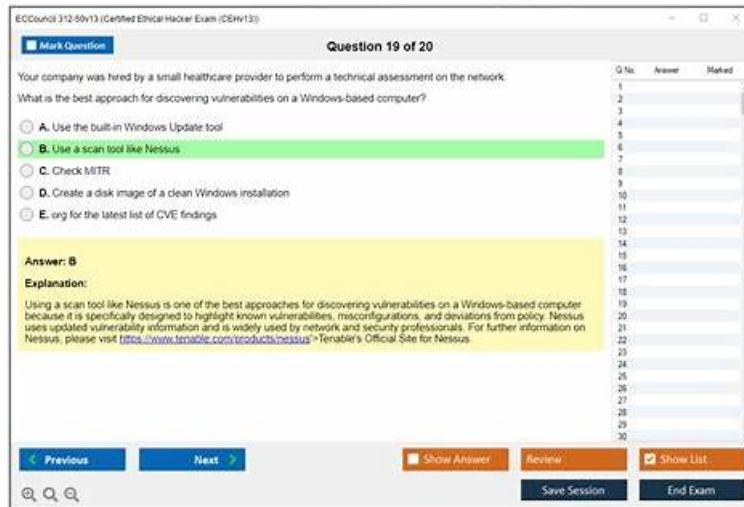 ECCouncil 312-50v13 (Certified Ethical Hacker Exam (CEHv13))
Mark Question
Question 19 of 20
Your company was hired by a small healthcare provider to perform a technical assessment on the network.
What is the best approach for discovering vulnerabilities on a Windows-based computer?
A. Use the built-in Windows Update tool
B. Use a scan tool like Nessus
C. Check MITR
D. Create a disk image of a clean Windows installation
E. org for the latest list of CVE findings
Answer: B
Explanation:
Using a scan tool like Nessus is one of the best approaches for discovering vulnerabilities on a Windows-based computer
because it is specifically designed to highlight known vulnerabilities, misconfigurations, and deviations from policy. Nessus
uses updated vulnerability information and is widely used by network and security professionals. For further information on
Nessus, please visit https://www.tenable.com/products/nessus">Tenable's Official Site for Nessus.
Q No. Answer Marked
1
2
3
4
5
6
7
8
9
10
11
12
13
14
15
16
17
18
19
20
21
22
23
24
25
26
27
28
29
30
Previous
Next
Show Answer
Review
Show List
Save Session
End Exam